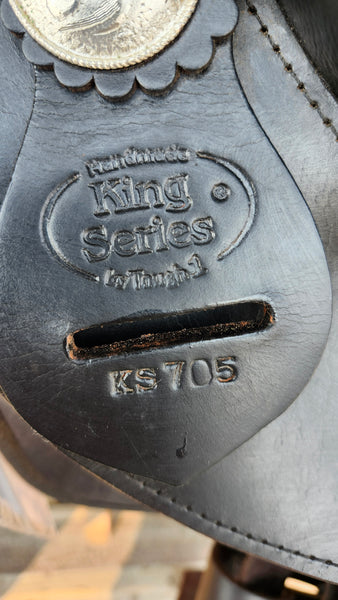 Handmade
King
Series ®
by Tough-1
KS 705